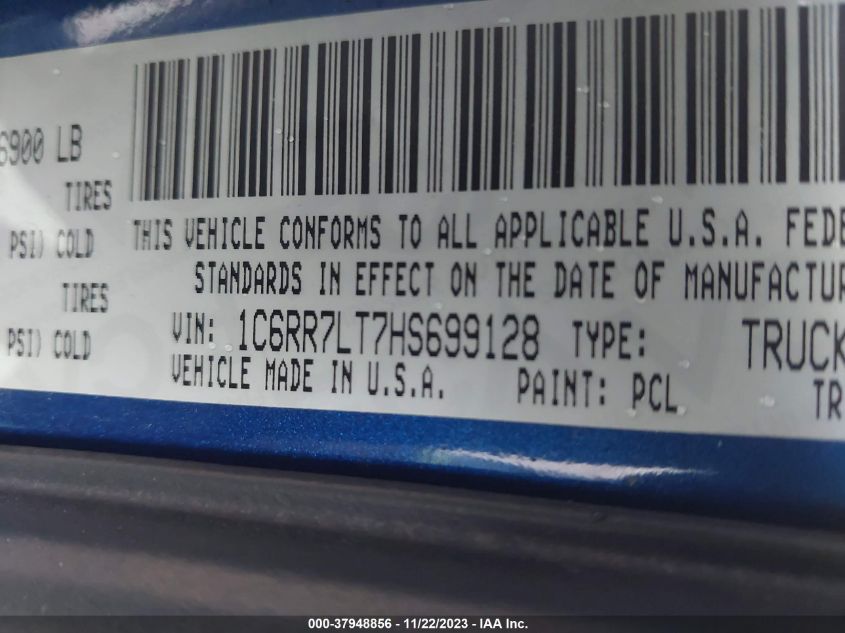 6900 LB
TIRES
PSI) COLD
TIRES
PSI) COLD
THIS VEHICLE CONFORMS TO ALL APPLICABLE U.S.A. FEDE
STANDARDS IN EFFECT ON THE DATE OF MANUFACTUR
VIN: 1C6RR7LT7HS699128 TYPE: TRUCK
VEHICLE MADE IN U.S.A. PAINT: PCL TR
000-37948856 - 11/22/2023 - IAA Inc.